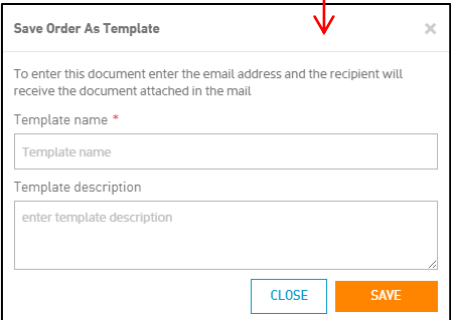 Save Order As Template ×
To enter this document enter the email address and the recipient will
receive the document attached in the mail
Template name *
Template name
Template description
enter template description
CLOSE SAVE